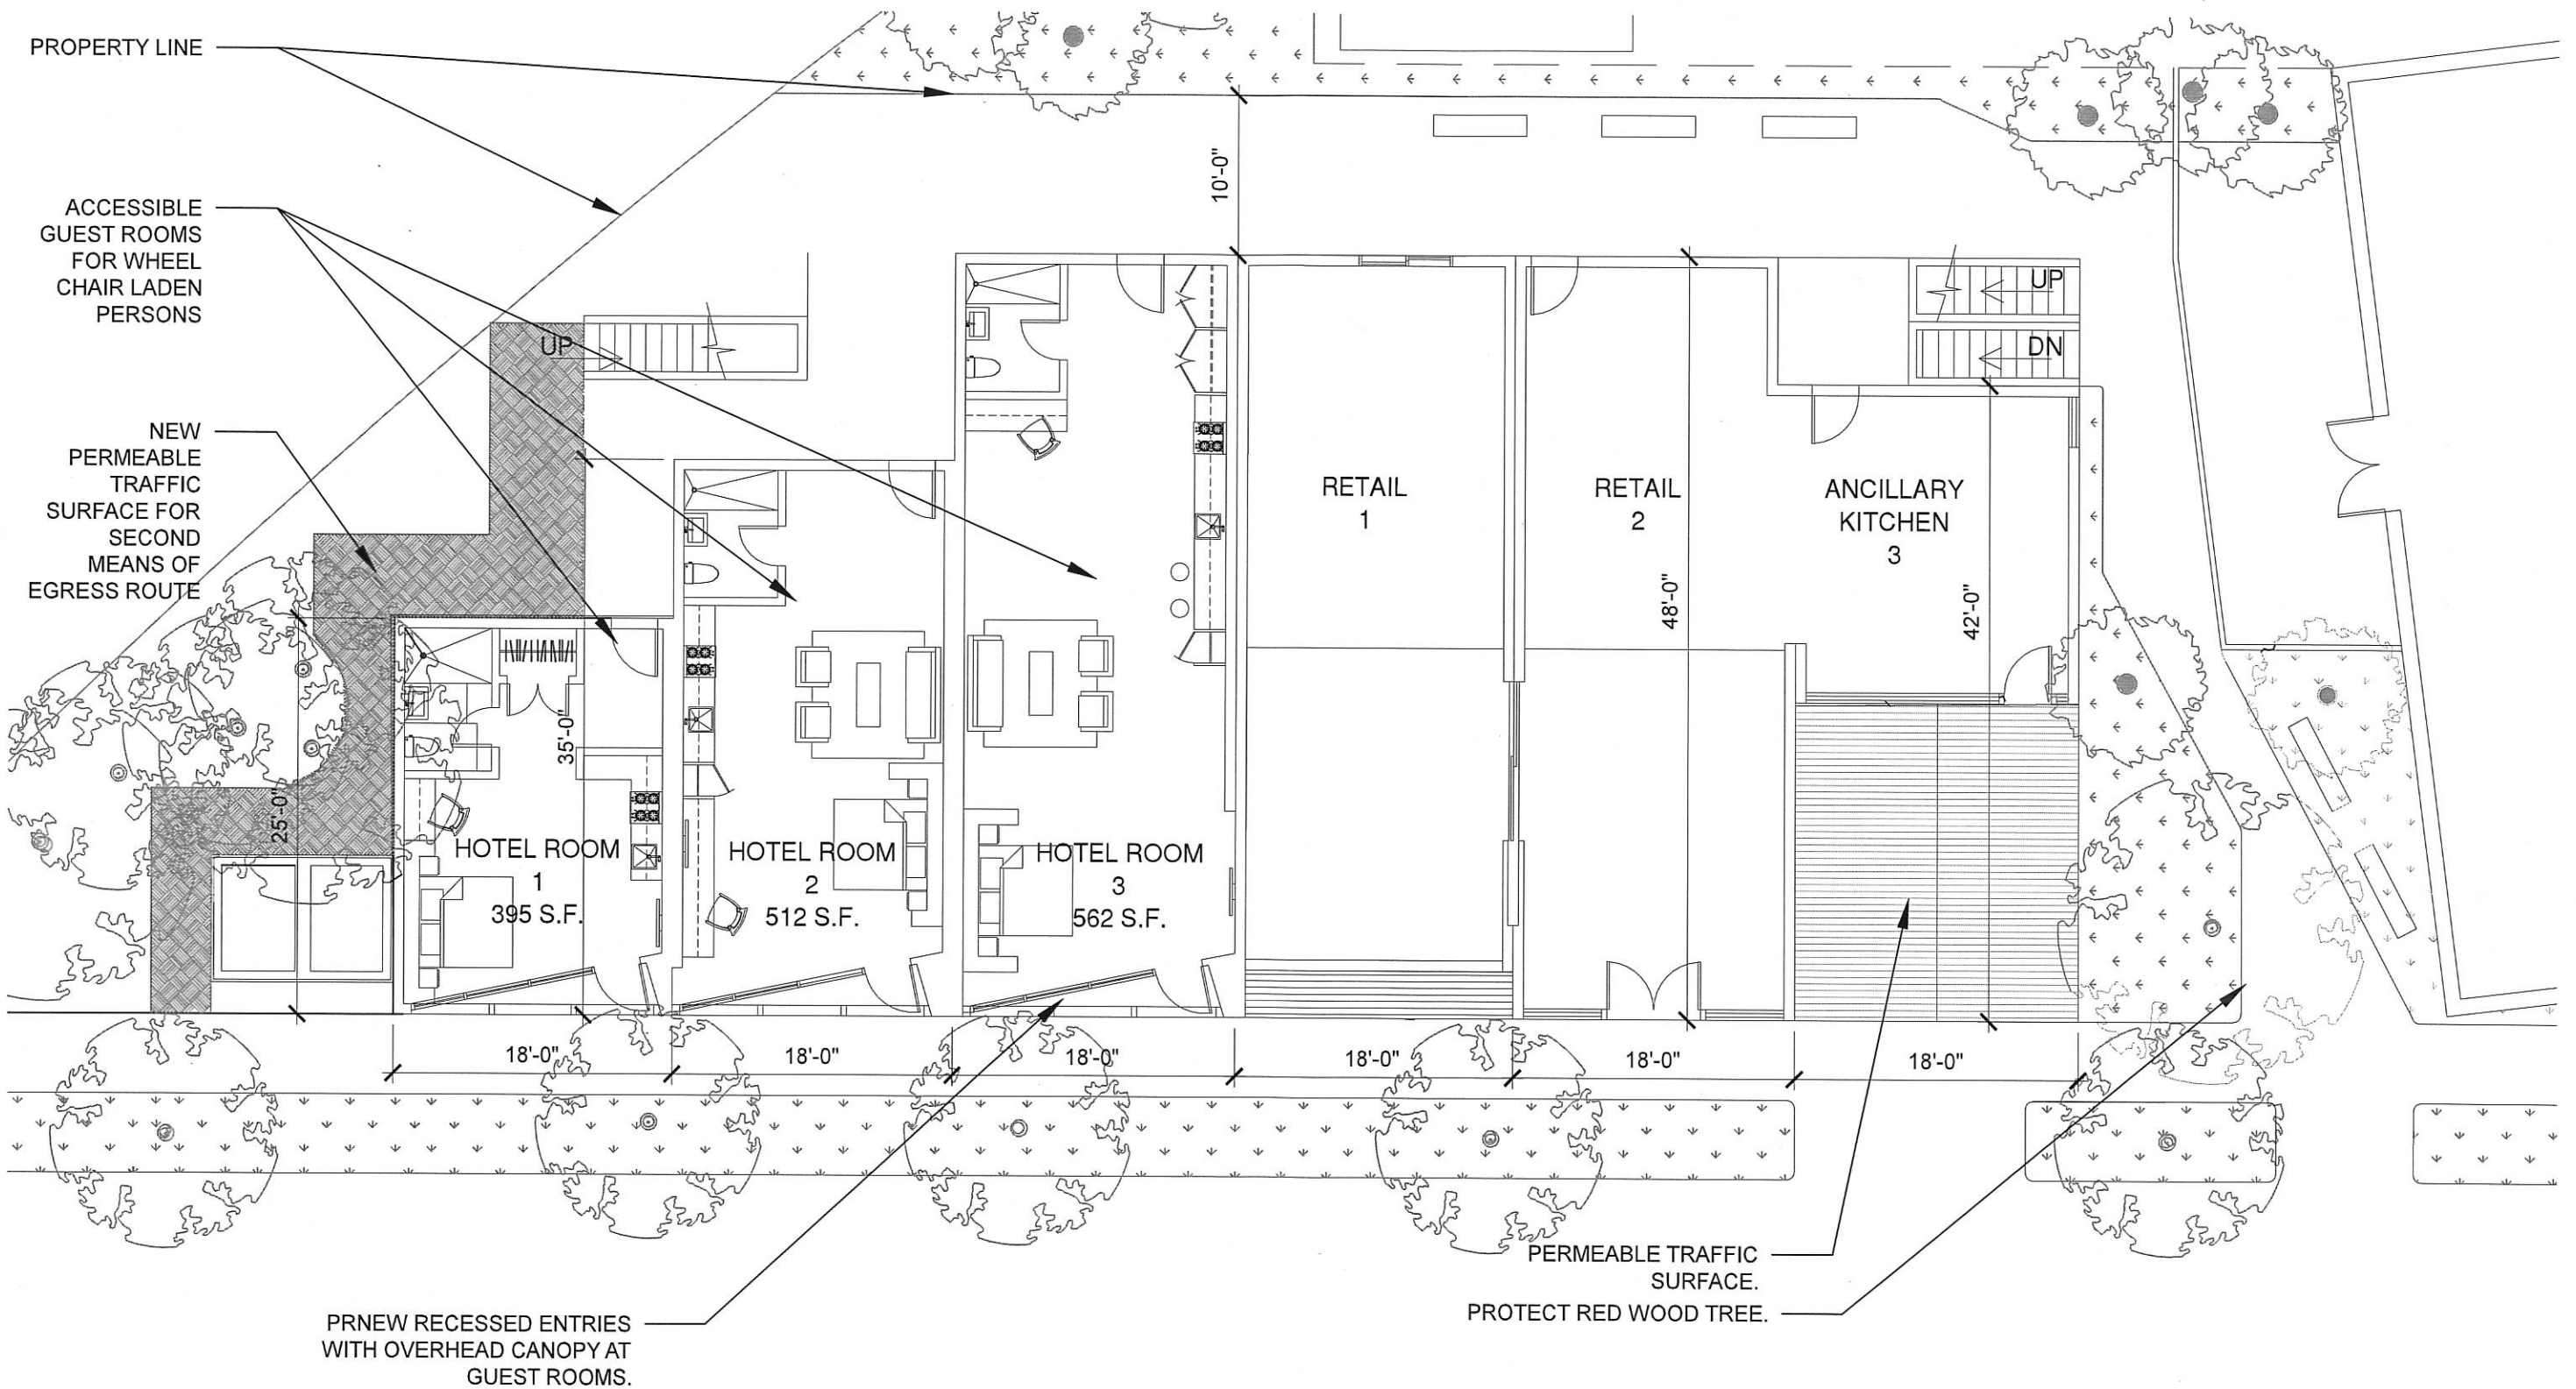 PROPERTY LINE
ACCESSIBLE
GUEST ROOMS
FOR WHEEL
CHAIR LADEN
PERSONS
NEW
PERMEABLE
TRAFFIC
SURFACE FOR
SECOND
MEANS OF
EGRESS ROUTE
10'-0"
UP
UP
DN
RETAIL
1
RETAIL
2
ANCILLARY
KITCHEN
3
48'-0"
42'-0"
35'-0"
25'-0"
HOTEL ROOM
1
395 S.F.
HOTEL ROOM
2
512 S.F.
HOTEL ROOM
3
562 S.F.
18'-0"
18'-0"
18'-0"
18'-0"
18'-0"
18'-0"
PERMEABLE TRAFFIC
SURFACE.
PROTECT RED WOOD TREE.
PRNEW RECESSED ENTRIES
WITH OVERHEAD CANOPY AT
GUEST ROOMS.